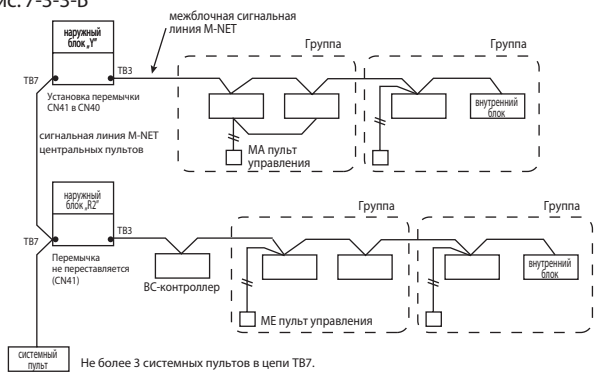 ис. 7-3-3-Б
межблочная сигнальная
линия M-NET
наружный
блок „Y"
Группа
Группа
TB7
TB3
Установка перемычки
CN41 в CN40
внутренний
блок
сигнальная линия M-NET
центральных пультов
МА пульт
управления
наружный
блок „R2"
Группа
Группа
TB7
TB3
Перемычка
не переставляется
(CN41)
ВС-контроллер
внутренний
блок
МЕ пульт управления
системный
пульт
Не более 3 системных пультов в цепи TB7.